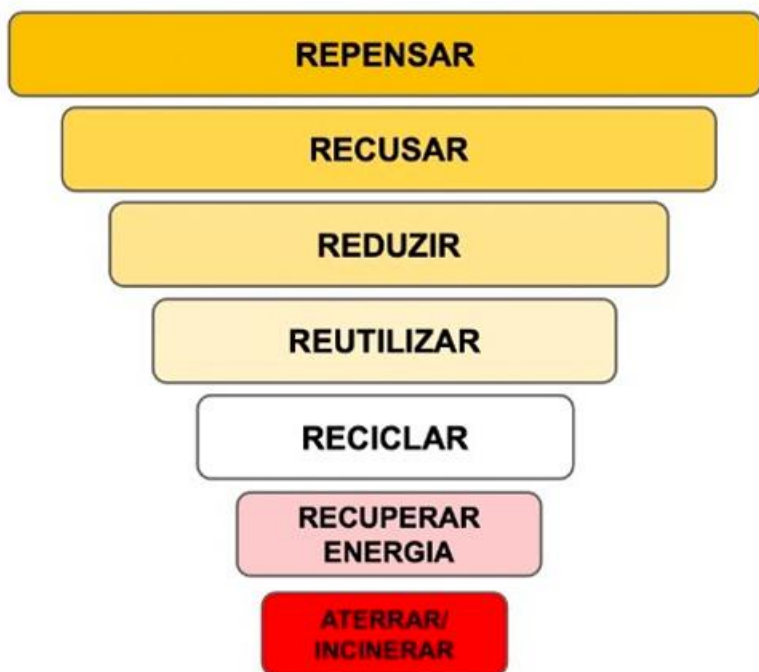 REPENSAR
RECUSAR
REDUZIR
REUTILIZAR
RECICLAR
RECUPERAR
ENERGIA
ATERRAR/
INCINERAR